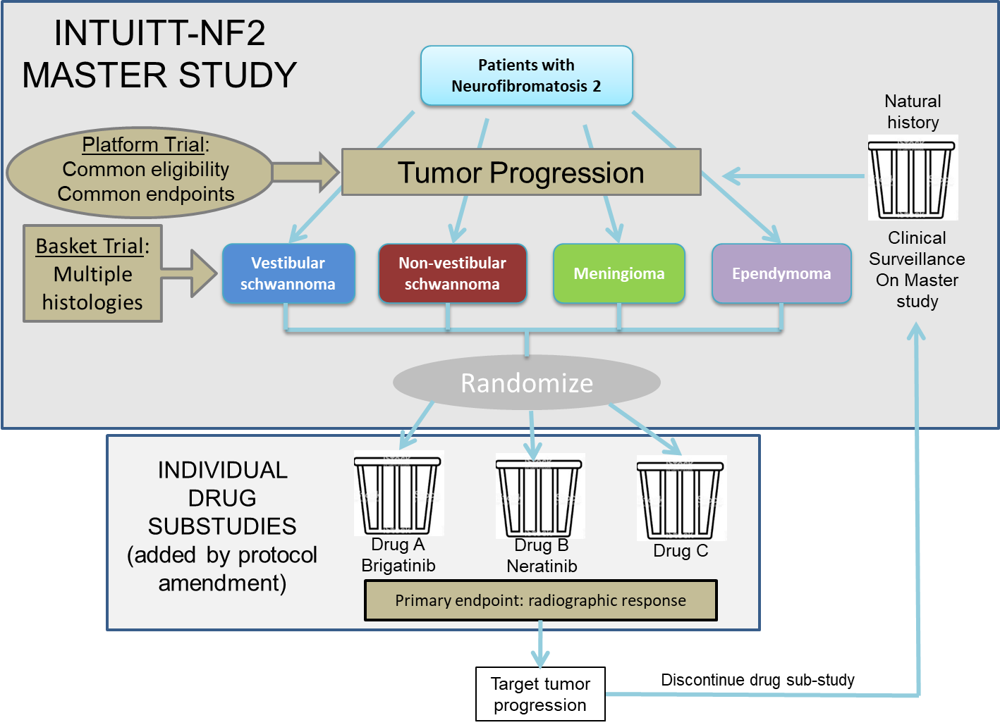 INTUITT-NF2
MASTER STUDY
Patients with
Neurofibromatosis 2
Natural
history
Platform Trial:
Common eligibility
Common endpoints
Tumor Progression
Basket Trial:
Multiple
histologies
Vestibular
schwannoma
Non-vestibular
schwannoma
Meningioma
Ependymoma
Clinical
Surveillance
On Master
study
Randomize
INDIVIDUAL
DRUG
SUBSTUDIES
(added by protocol
amendment)
Drug A
Brigatinib
Drug B
Neratinib
Drug C
Primary endpoint: radiographic response
Target tumor
progression
Discontinue drug sub-study